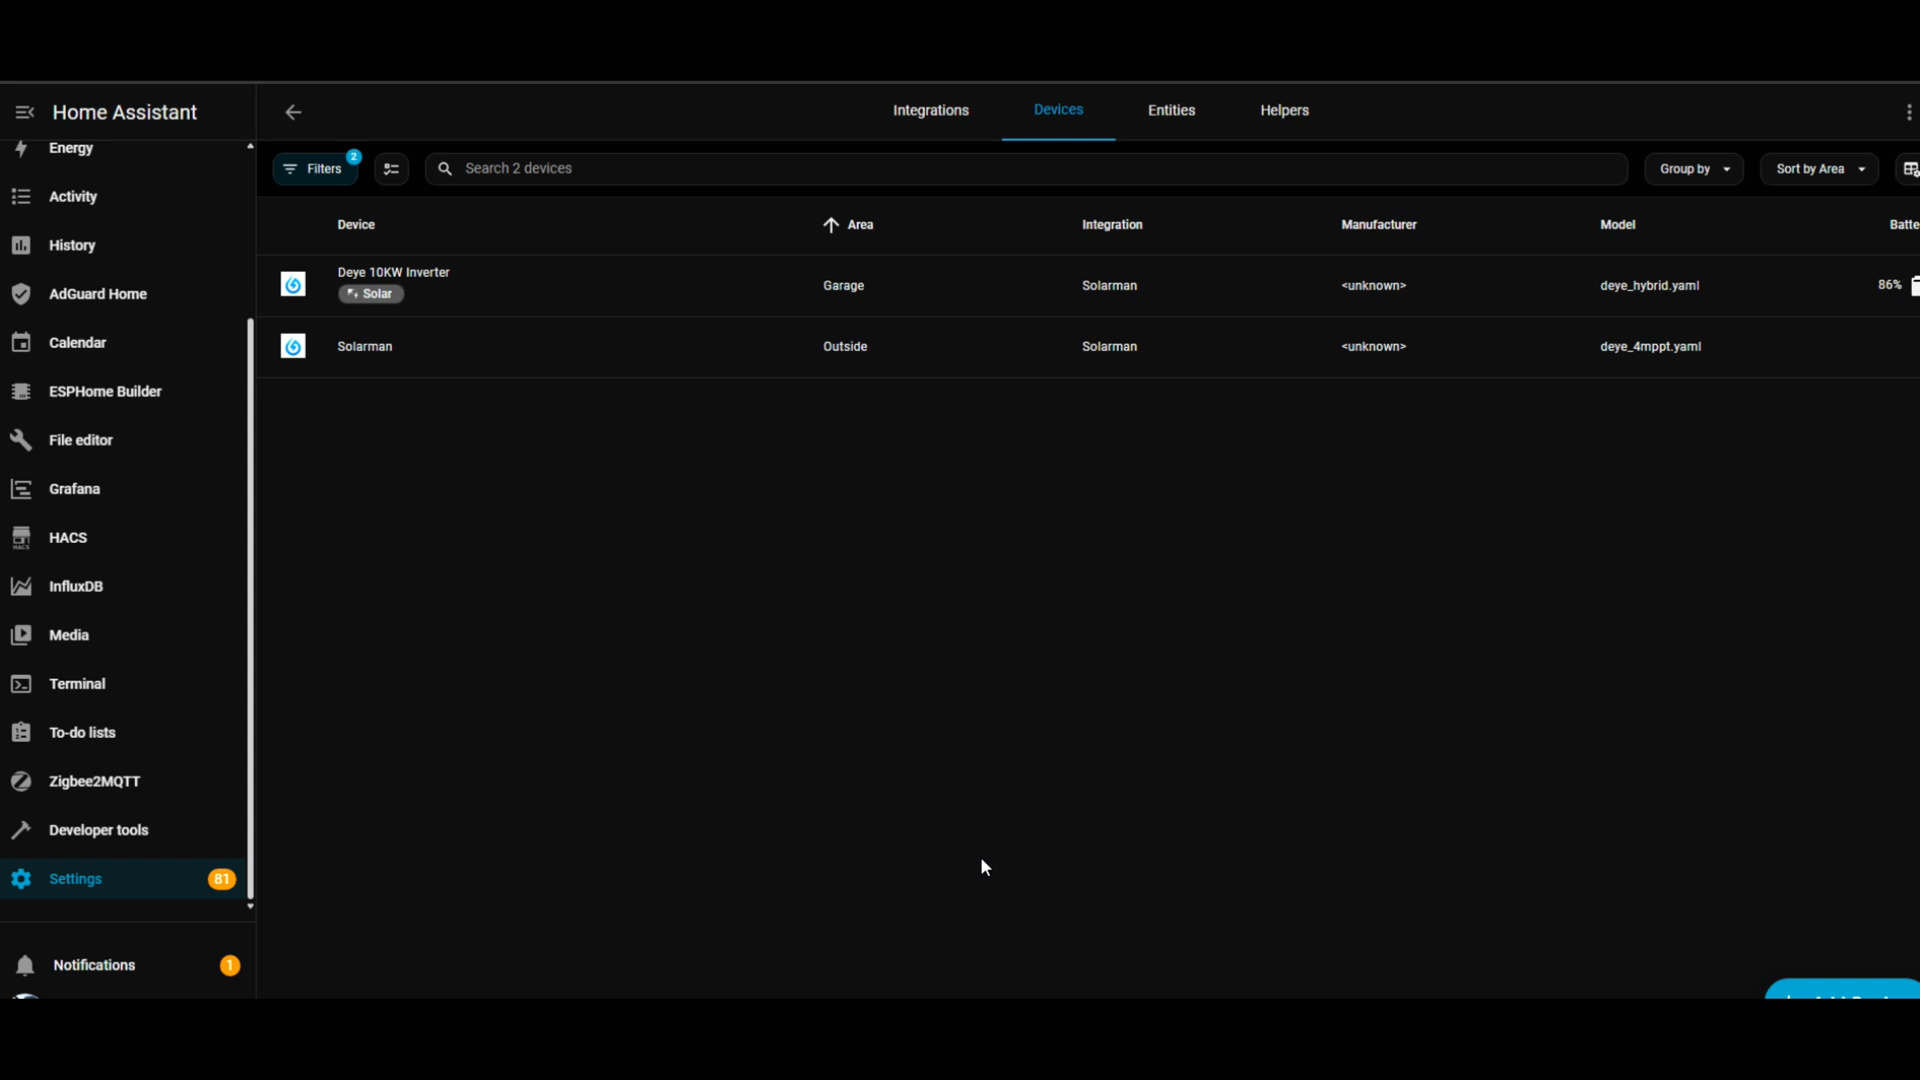 Home Assistant
Integrations
Devices
Entities
Helpers
Energy
Activity
History
AdGuard Home
Calendar
ESPHome Builder
File editor
Grafana
HACS
HACS
InfluxDB
Media
Terminal
To-do lists
Zigbee2MQTT
Developer tools
Settings 81
Notifications 1
Filters 2
Search 2 devices
Group by
Sort by Area
Device Area Integration Manufacturer Model Batte
Deye 10KW Inverter
Solar
Garage Solarman <unknown> deye_hybrid.yaml 86%
Solarman Outside Solarman <unknown> deye_4mppt.yaml